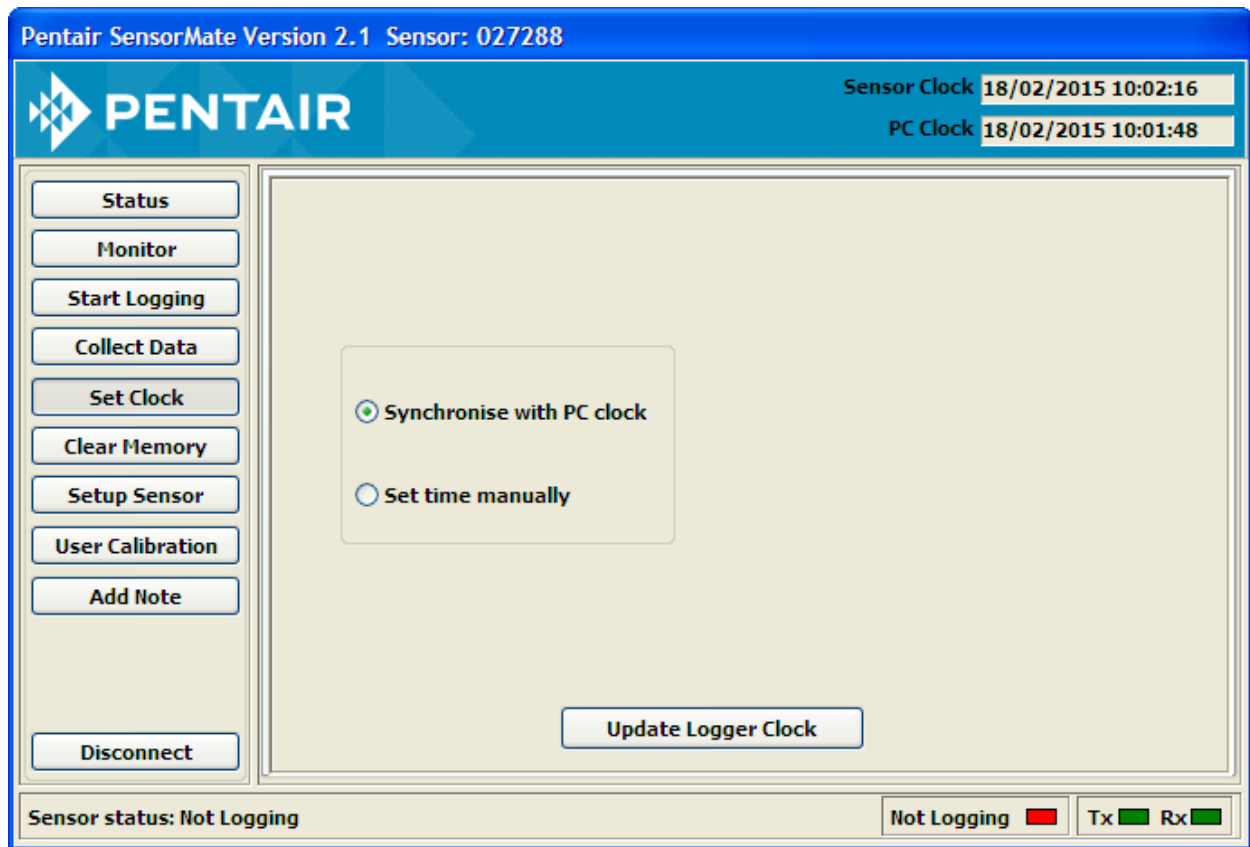 Pentair SensorMate Version 2.1 Sensor: 027288
PENTAIR
Sensor Clock 18/02/2015 10:02:16
PC Clock 18/02/2015 10:01:48
Status
Monitor
Start Logging
Collect Data
Set Clock
Clear Memory
Setup Sensor
User Calibration
Add Note
Disconnect
Synchronise with PC clock
Set time manually
Update Logger Clock
Sensor status: Not Logging
Not Logging
Tx Rx